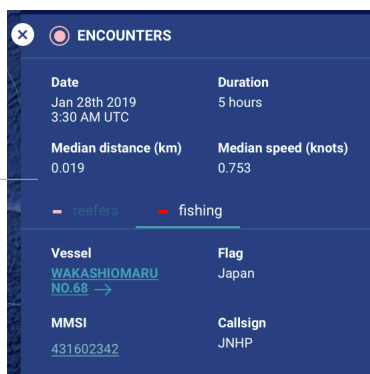 ENCOUNTERS
Date
Duration
Jan 28th 2019
3:30 AM UTC
5 hours
Median distance (km)
Median speed (knots)
0.019
0.753
reefers
fishing
Vessel
Flag
WAKASHIOMARU
NO.68 →
Japan
MMSI
Callsign
431602342
JNHP